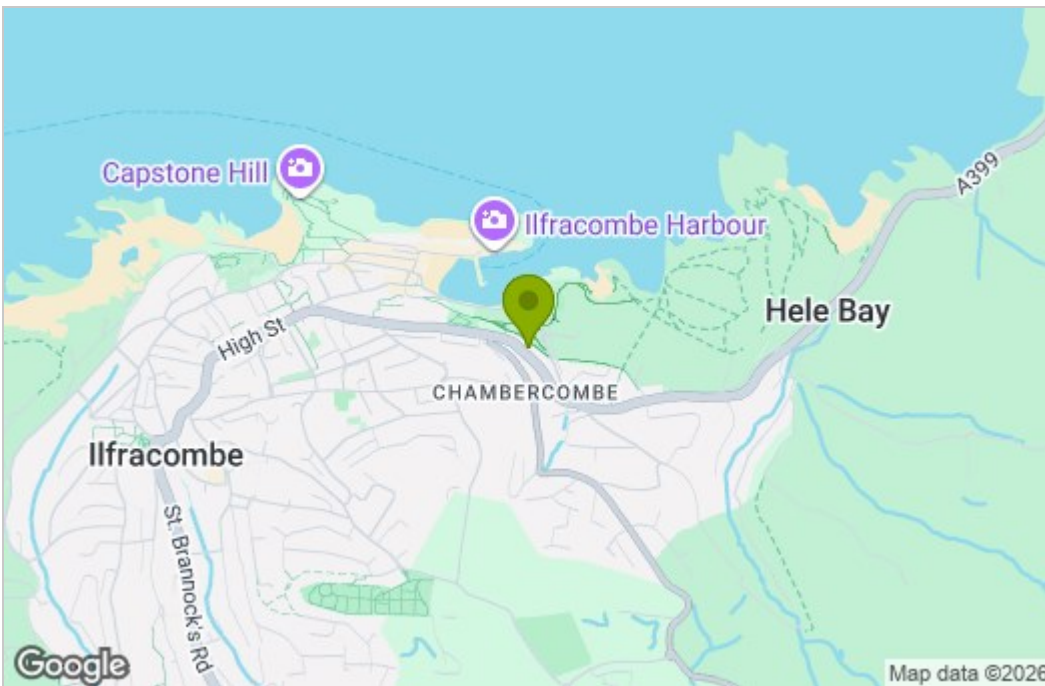 Capstone Hill
Ilfracombe Harbour
A399
Hele Bay
High St
CHAMBERCOMBE
Ilfracombe
St. Brannock's Rd
Google
Map data ©2026